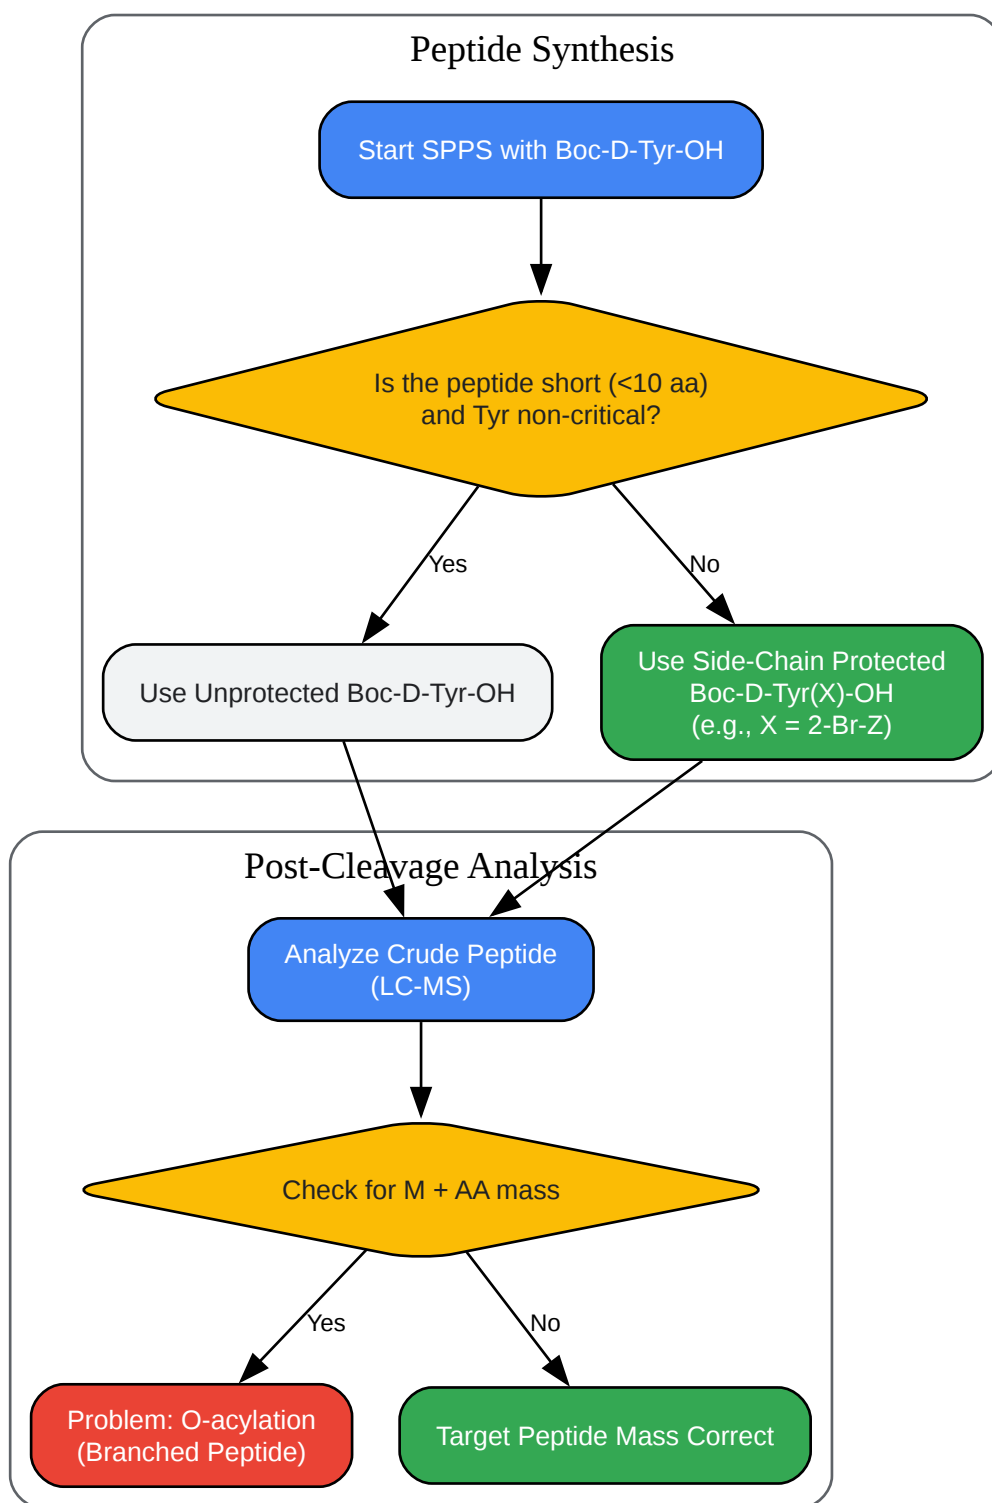 Peptide Synthesis
Start SPPS with Boc-D-Tyr-OH
Is the peptide short (<10 aa)
and Tyr non-critical?
Yes
No
Use Unprotected Boc-D-Tyr-OH
Use Side-Chain Protected
Boc-D-Tyr(X)-OH
(e.g., X = 2-Br-Z)
Post-Cleavage Analysis
Analyze Crude Peptide
(LC-MS)
Check for M + AA mass
Yes
No
Problem: O-acylation
(Branched Peptide)
Target Peptide Mass Correct